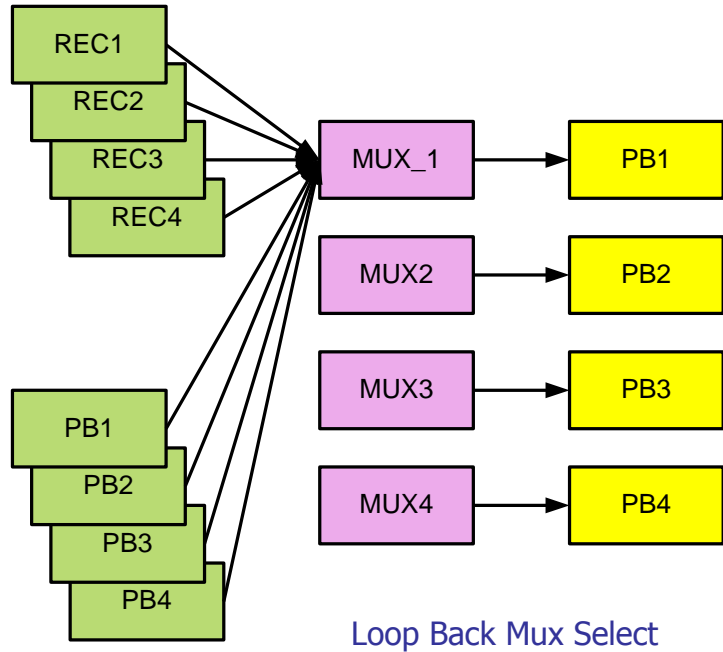 REC1
REC2
REC3
REC4
PB1
PB2
PB3
PB4
MUX_1
MUX2
MUX3
MUX4
PB1
PB2
PB3
PB4
Loop Back Mux Select